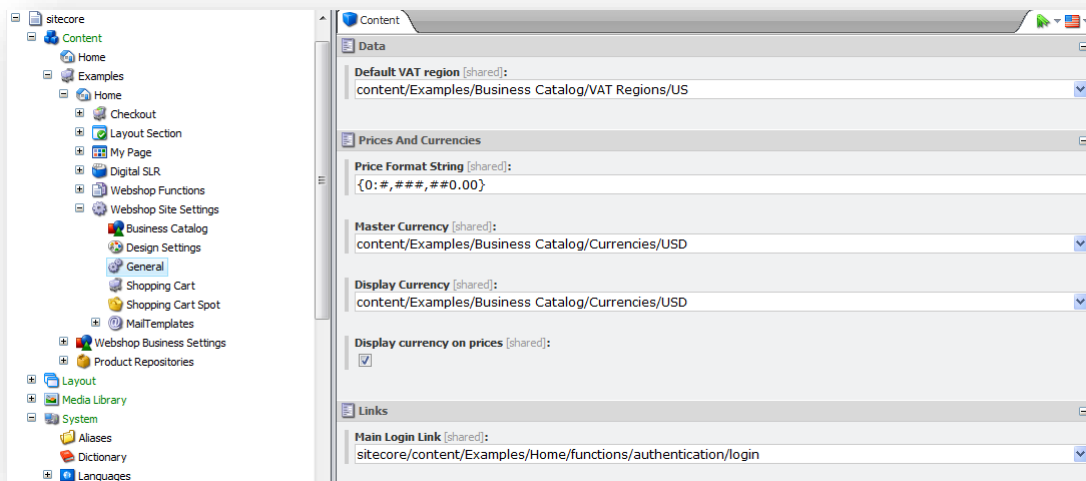 sitecore
Content
Home
Examples
Home
Checkout
Layout Section
My Page
Digital SLR
Webshop Functions
Webshop Site Settings
Business Catalog
Design Settings
General
Shopping Cart
Shopping Cart Spot
MailTemplates
Webshop Business Settings
Product Repositories
Layout
Media Library
System
Aliases
Dictionary
Languages
Content
Data
Default VAT region [shared]:
content/Examples/Business Catalog/VAT Regions/US
Prices And Currencies
Price Format String [shared]:
{0:#,###,##0.00}
Master Currency [shared]:
content/Examples/Business Catalog/Currencies/USD
Display Currency [shared]:
content/Examples/Business Catalog/Currencies/USD
Display currency on prices [shared]:
Links
Main Login Link [shared]:
sitecore/content/Examples/Home/functions/authentication/login